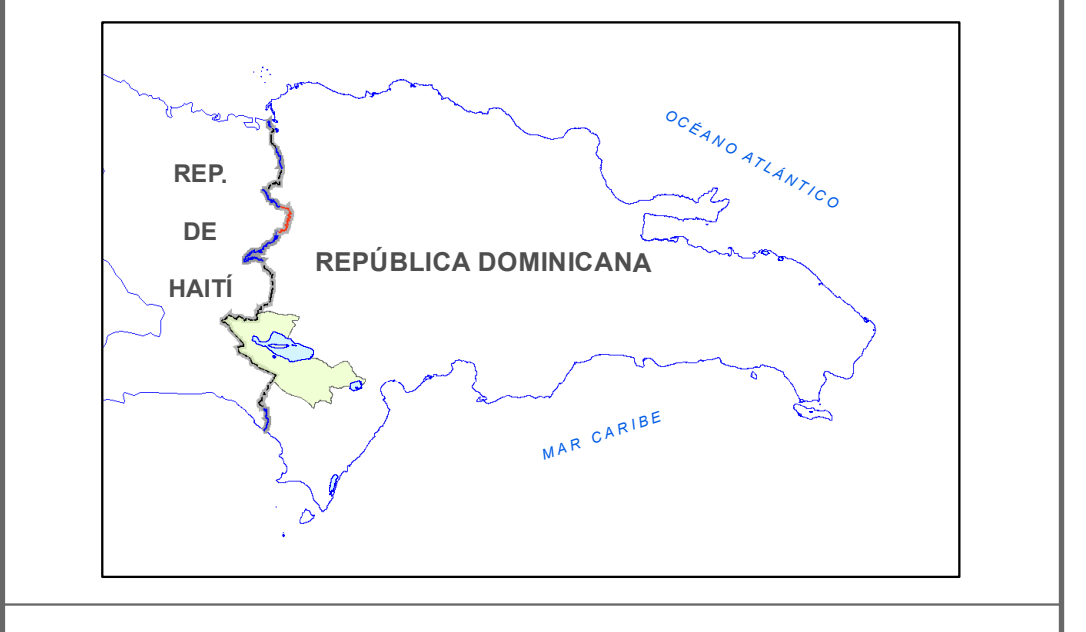 OCÉANO ATLÁNTICO
REP.
DE
HAITÍ
REPÚBLICA DOMINICANA
MAR CARIBE